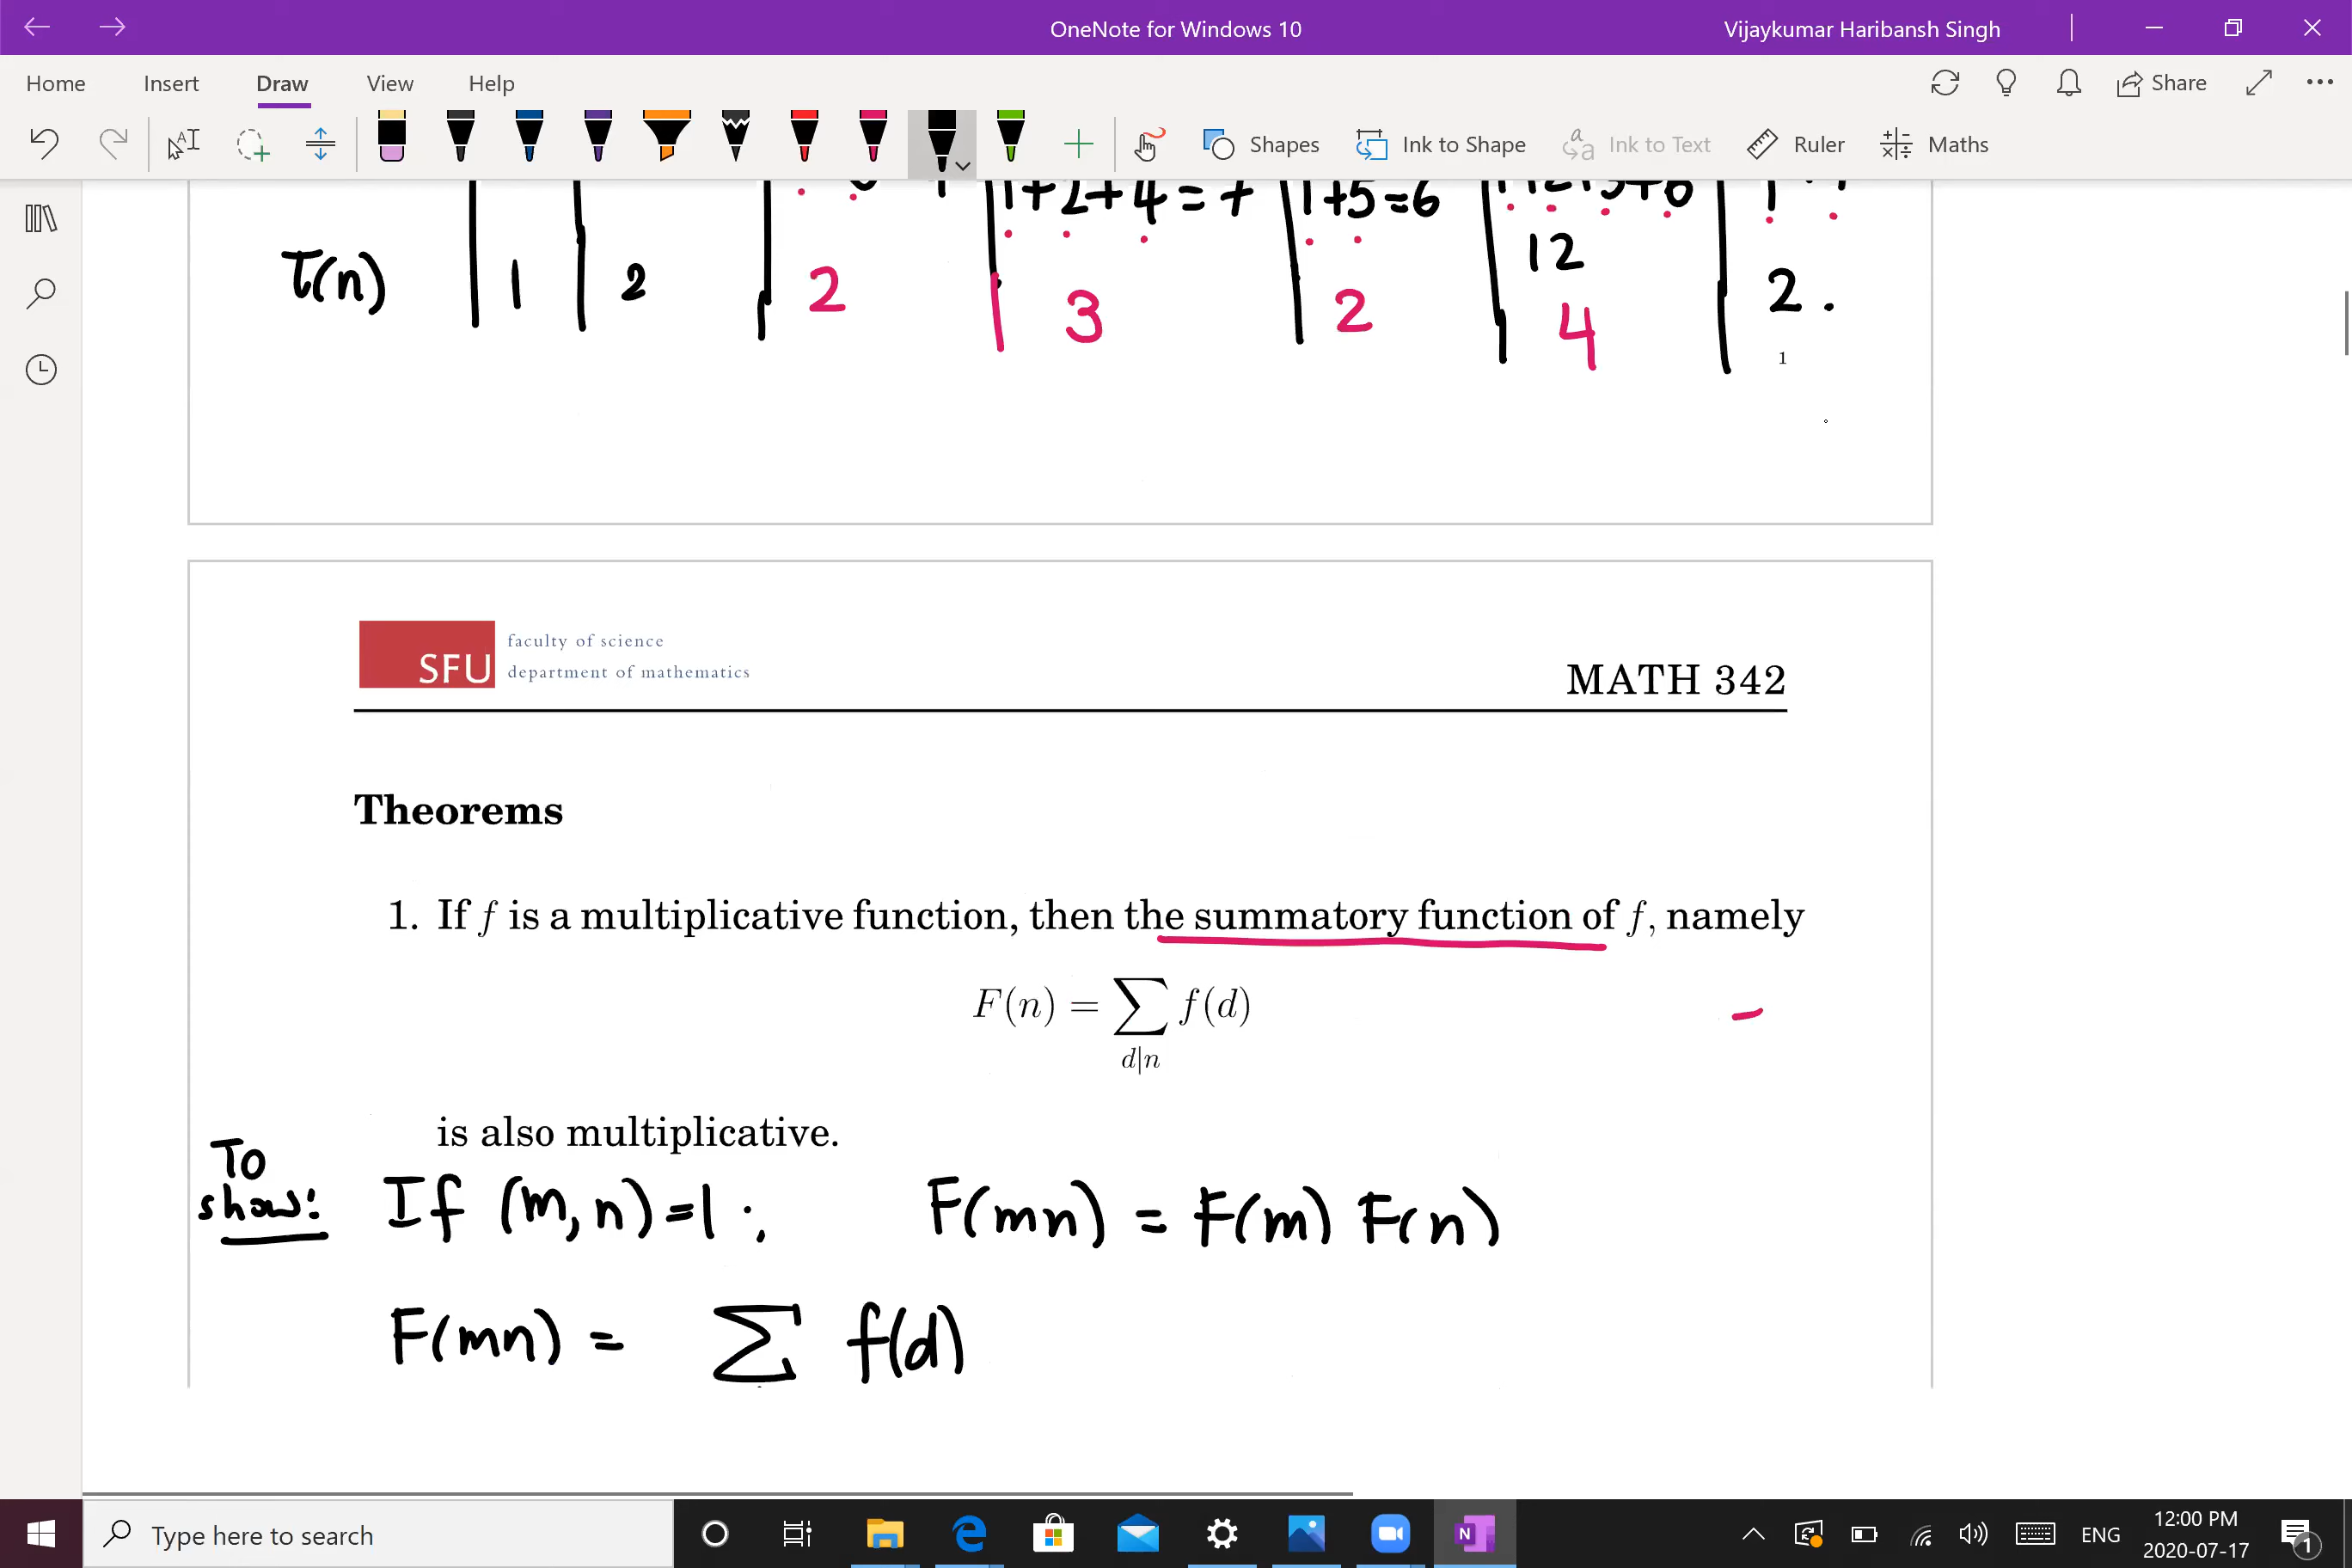 OneNote for Windows 10
Vijaykumar Haribansh Singh
Home Insert Draw View Help
Share
Shapes Ink to Shape Ink to Text Ruler Maths
1+2+4=7 1+5=6
12
τ(n) 1 2 2 3 2 4 2.
1
SFU faculty of science
department of mathematics
MATH 342
Theorems
1. If f is a multiplicative function, then the summatory function of f, namely
F(n) = ∑ f(d)
d|n
is also multiplicative.
To
show:
If (m,n)=1; F(mn) = F(m) F(n)
F(mn) = ∑ f(d)
Type here to search
ENG
12:00 PM
2020-07-17
1